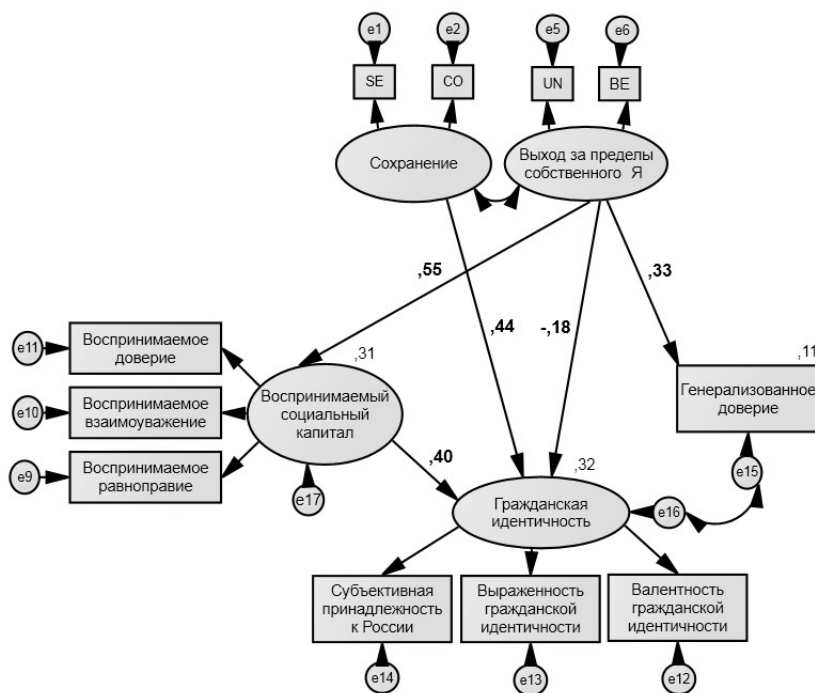 e1
e2
e5
e6
SE
CO
UN
BE
Сохранение
Выход за пределы
собственного Я
,55
,44
-,18
,33
e11
Воспринимаемое
доверие
,31
,11
e10
Воспринимаемое
взаимоуважение
Воспринимаемый
социальный
капитал
Генерализованное
доверие
e9
Воспринимаемое
равноправие
,40
,32
e15
e17
Гражданская
идентичность
e16
Субъективная
принадлежность
к России
Выраженность
гражданской
идентичности
Валентность
гражданской
идентичности
e14
e13
e12